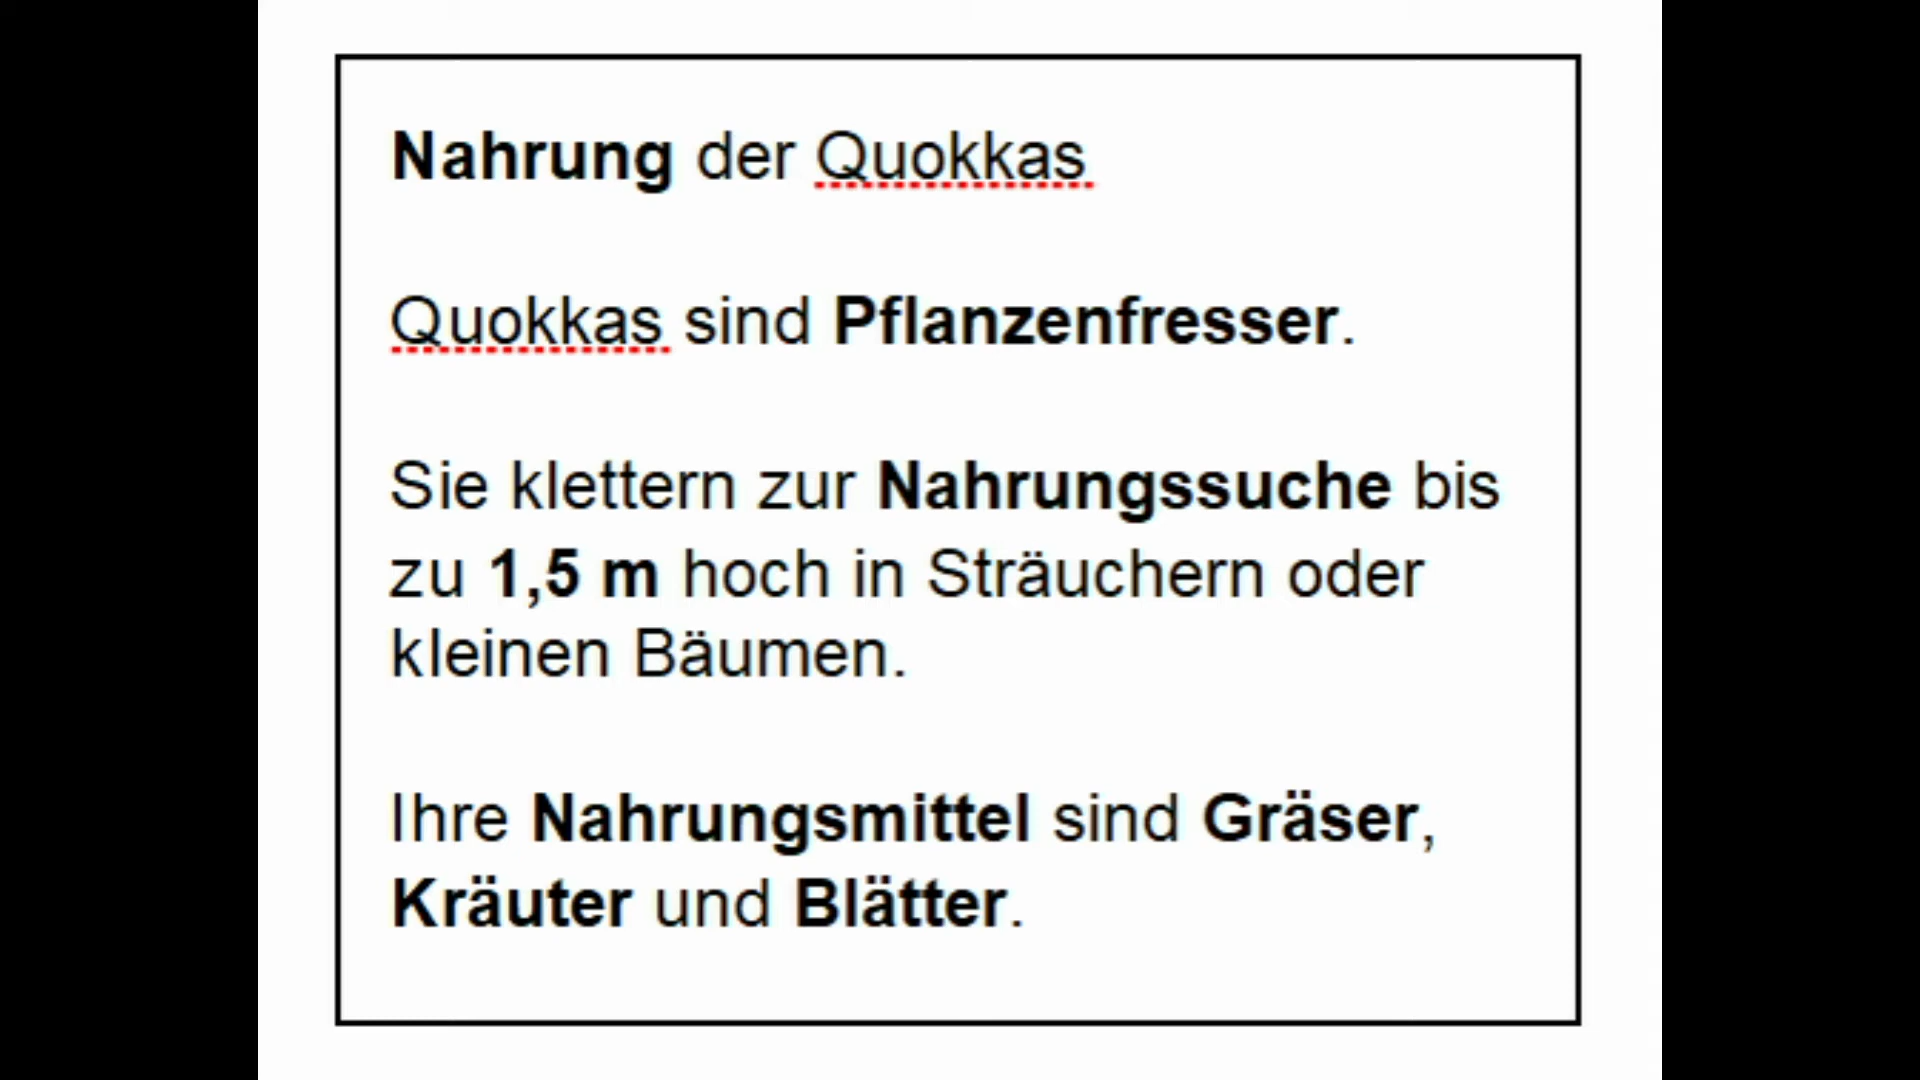 Nahrung der Quokkas
Quokkas sind Pflanzenfresser.
Sie klettern zur Nahrungssuche bis
zu 1,5 m hoch in Sträuchern oder
kleinen Bäumen.
Ihre Nahrungsmittel sind Gräser,
Kräuter und Blätter.